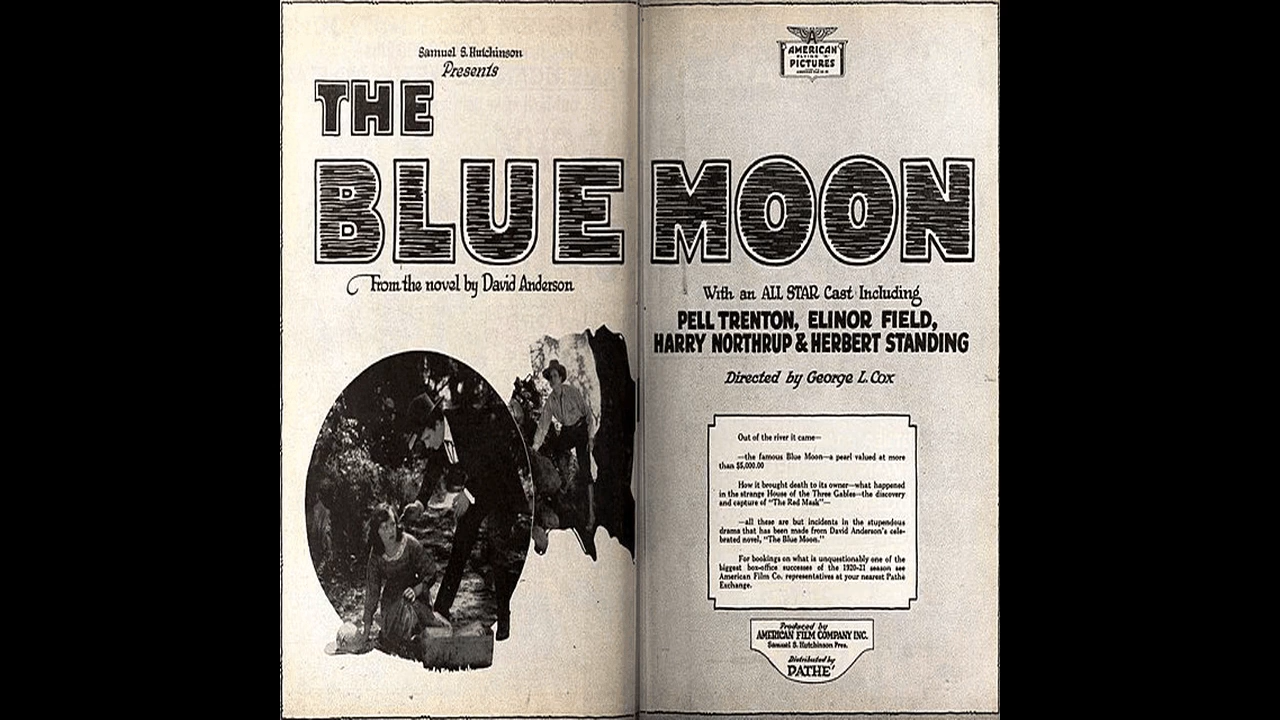 Samuel S. Hutchinson
Presents
THE
BLUE MOON
From the novel by David Anderson
AMERICAN
PICTURES
With an ALL STAR Cast Including
PELL TRENTON, ELINOR FIELD,
HARRY NORTHRUP & HERBERT STANDING
Directed by George L. Cox
Out of the river it came—
—the famous Blue Moon—a pearl valued at more
than $5,000.00
How it brought death to its owner—what happened
in the strange House of the Three Gables—the discovery
and capture of "The Red Mask"—
—all these are but incidents in the stupendous
drama that has been made from David Anderson's cele-
brated novel, "The Blue Moon."
For bookings on what is unquestionably one of the
biggest box-office successes of the 1920-21 season see
American Film Co. representatives at your nearest Pathé
Exchange.
Produced by
AMERICAN FILM COMPANY INC.
Samuel S. Hutchinson Pres.
Distributed by
PATHÉ